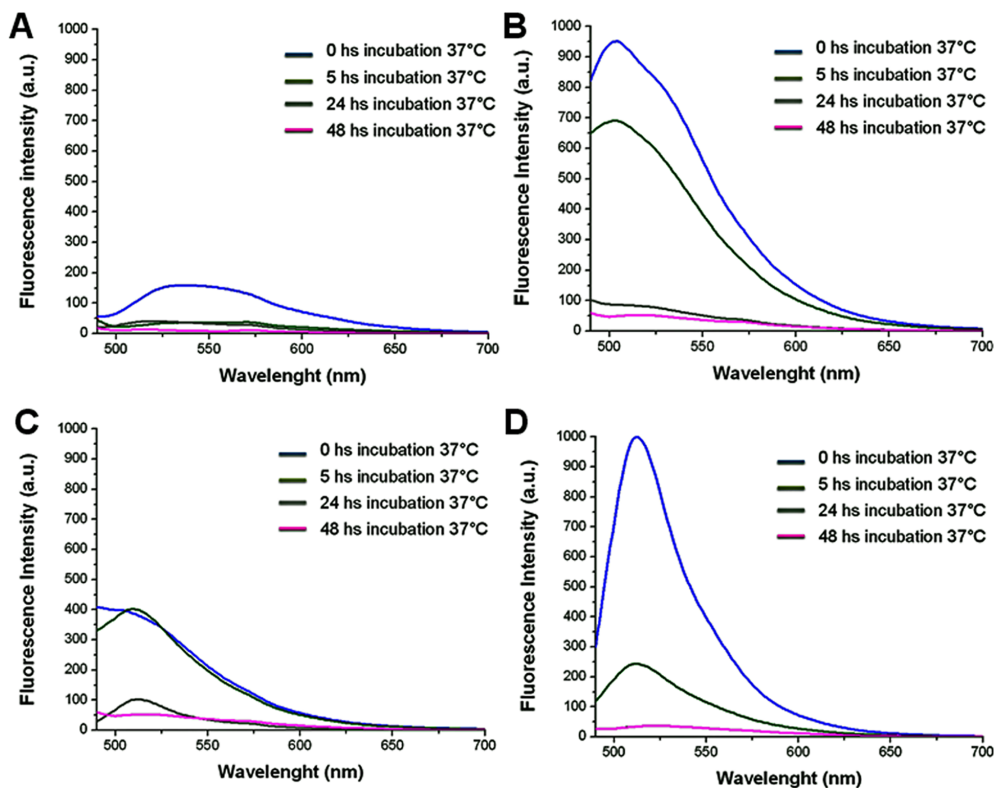 A
Fluorescence intensity (a.u.)
1000
900
800
700
600
500
400
300
200
100
0
0 hs incubation 37°C
5 hs incubation 37°C
24 hs incubation 37°C
48 hs incubation 37°C
500
550
600
650
700
Wavelenght (nm)
B
Fluorescence Intensity (a.u.)
1000
900
800
700
600
500
400
300
200
100
0
0 hs incubation 37°C
5 hs incubation 37°C
24 hs incubation 37°C
48 hs incubation 37°C
500
550
600
650
700
Wavelenght (nm)
C
Fluorescence Intensity (a.u.)
1000
900
800
700
600
500
400
300
200
100
0
0 hs incubation 37°C
5 hs incubation 37°C
24 hs incubation 37°C
48 hs incubation 37°C
500
550
600
650
700
Wavelenght (nm)
D
Fluorescence Intensity (a.u.)
1000
900
800
700
600
500
400
300
200
100
0
0 hs incubation 37°C
5 hs incubation 37°C
24 hs incubation 37°C
48 hs incubation 37°C
500
550
600
650
700
Wavelenght (nm)